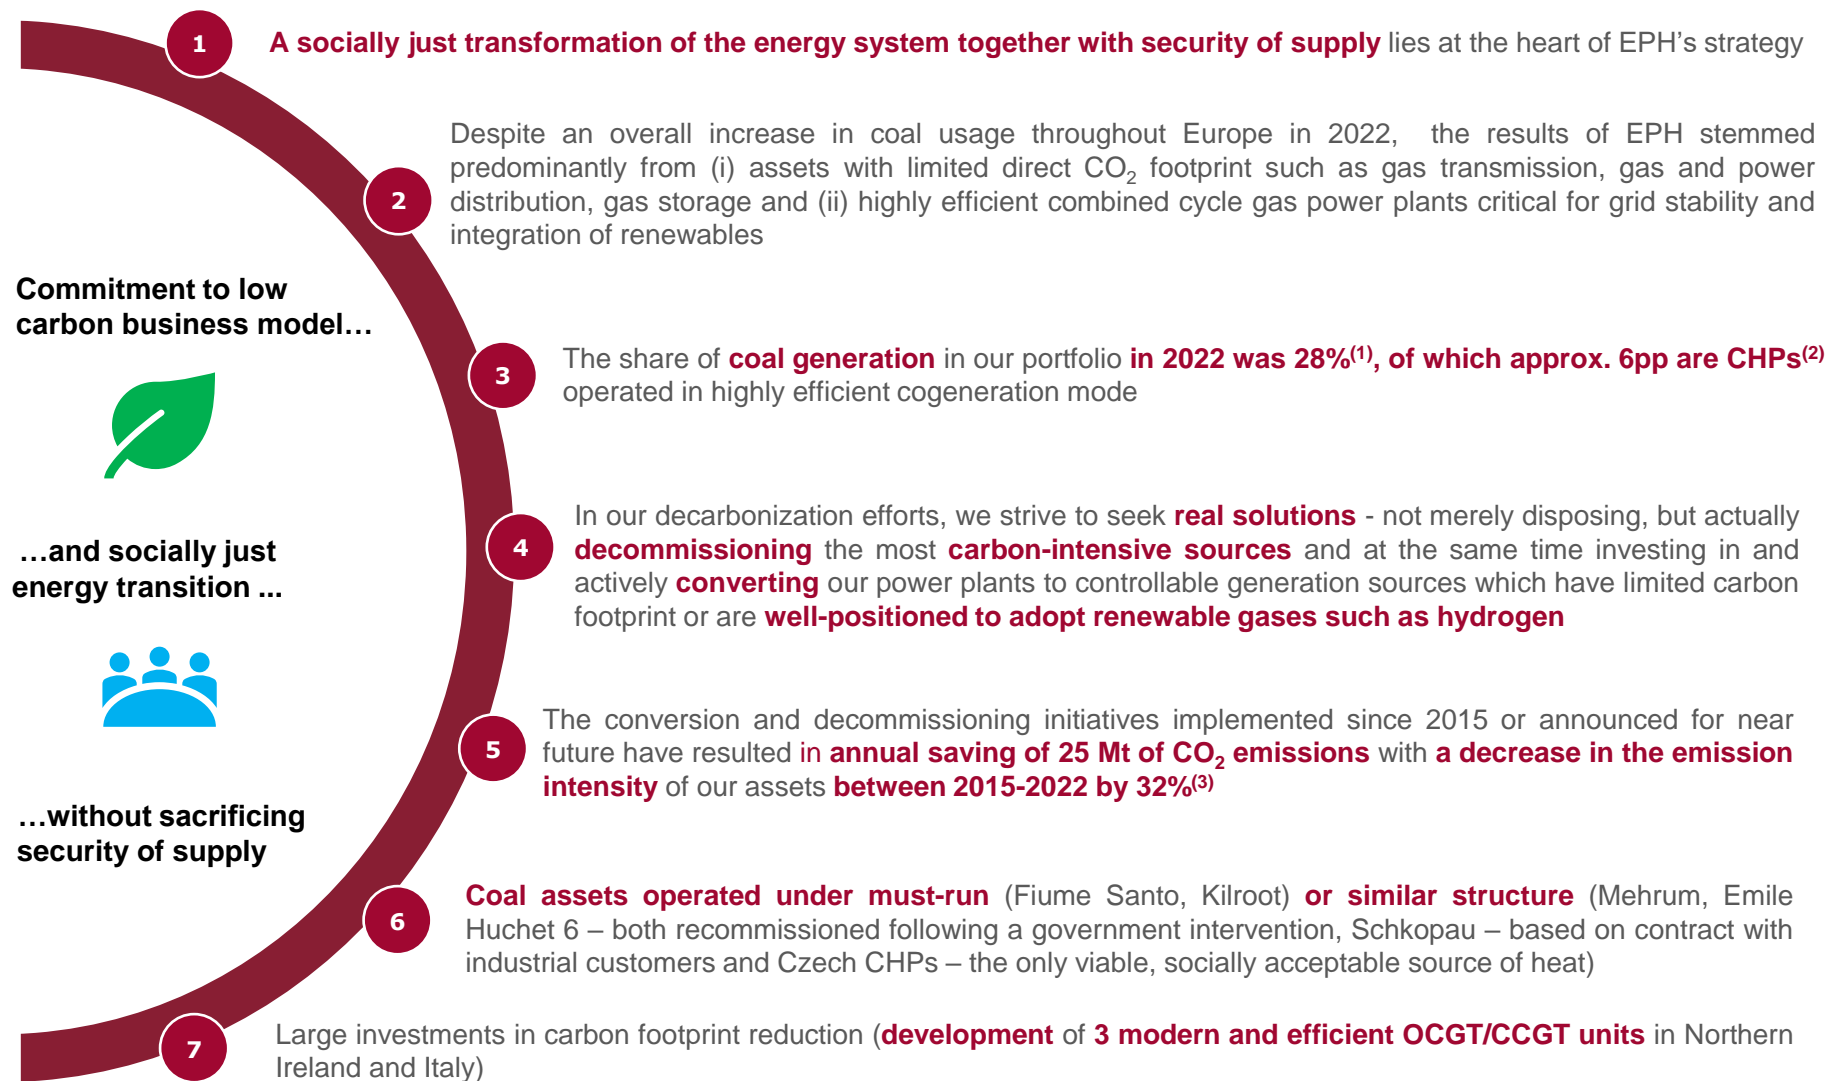 1
A socially just transformation of the energy system together with security of supply lies at the heart of EPH’s strategy
2
Despite an overall increase in coal usage throughout Europe in 2022, the results of EPH stemmed
predominantly from (i) assets with limited direct CO2 footprint such as gas transmission, gas and power
distribution, gas storage and (ii) highly efficient combined cycle gas power plants critical for grid stability and
integration of renewables
Commitment to low
carbon business model…
3
The share of coal generation in our portfolio in 2022 was 28%(1), of which approx. 6pp are CHPs(2)
operated in highly efficient cogeneration mode
4
In our decarbonization efforts, we strive to seek real solutions - not merely disposing, but actually
decommissioning the most carbon-intensive sources and at the same time investing in and
actively converting our power plants to controllable generation sources which have limited carbon
footprint or are well-positioned to adopt renewable gases such as hydrogen
…and socially just
energy transition ...
5
The conversion and decommissioning initiatives implemented since 2015 or announced for near
future have resulted in annual saving of 25 Mt of CO2 emissions with a decrease in the emission
intensity of our assets between 2015-2022 by 32%(3)
…without sacrificing
security of supply
6
Coal assets operated under must-run (Fiume Santo, Kilroot) or similar structure (Mehrum, Emile
Huchet 6 – both recommissioned following a government intervention, Schkopau – based on contract with
industrial customers and Czech CHPs – the only viable, socially acceptable source of heat)
7
Large investments in carbon footprint reduction (development of 3 modern and efficient OCGT/CCGT units in Northern
Ireland and Italy)